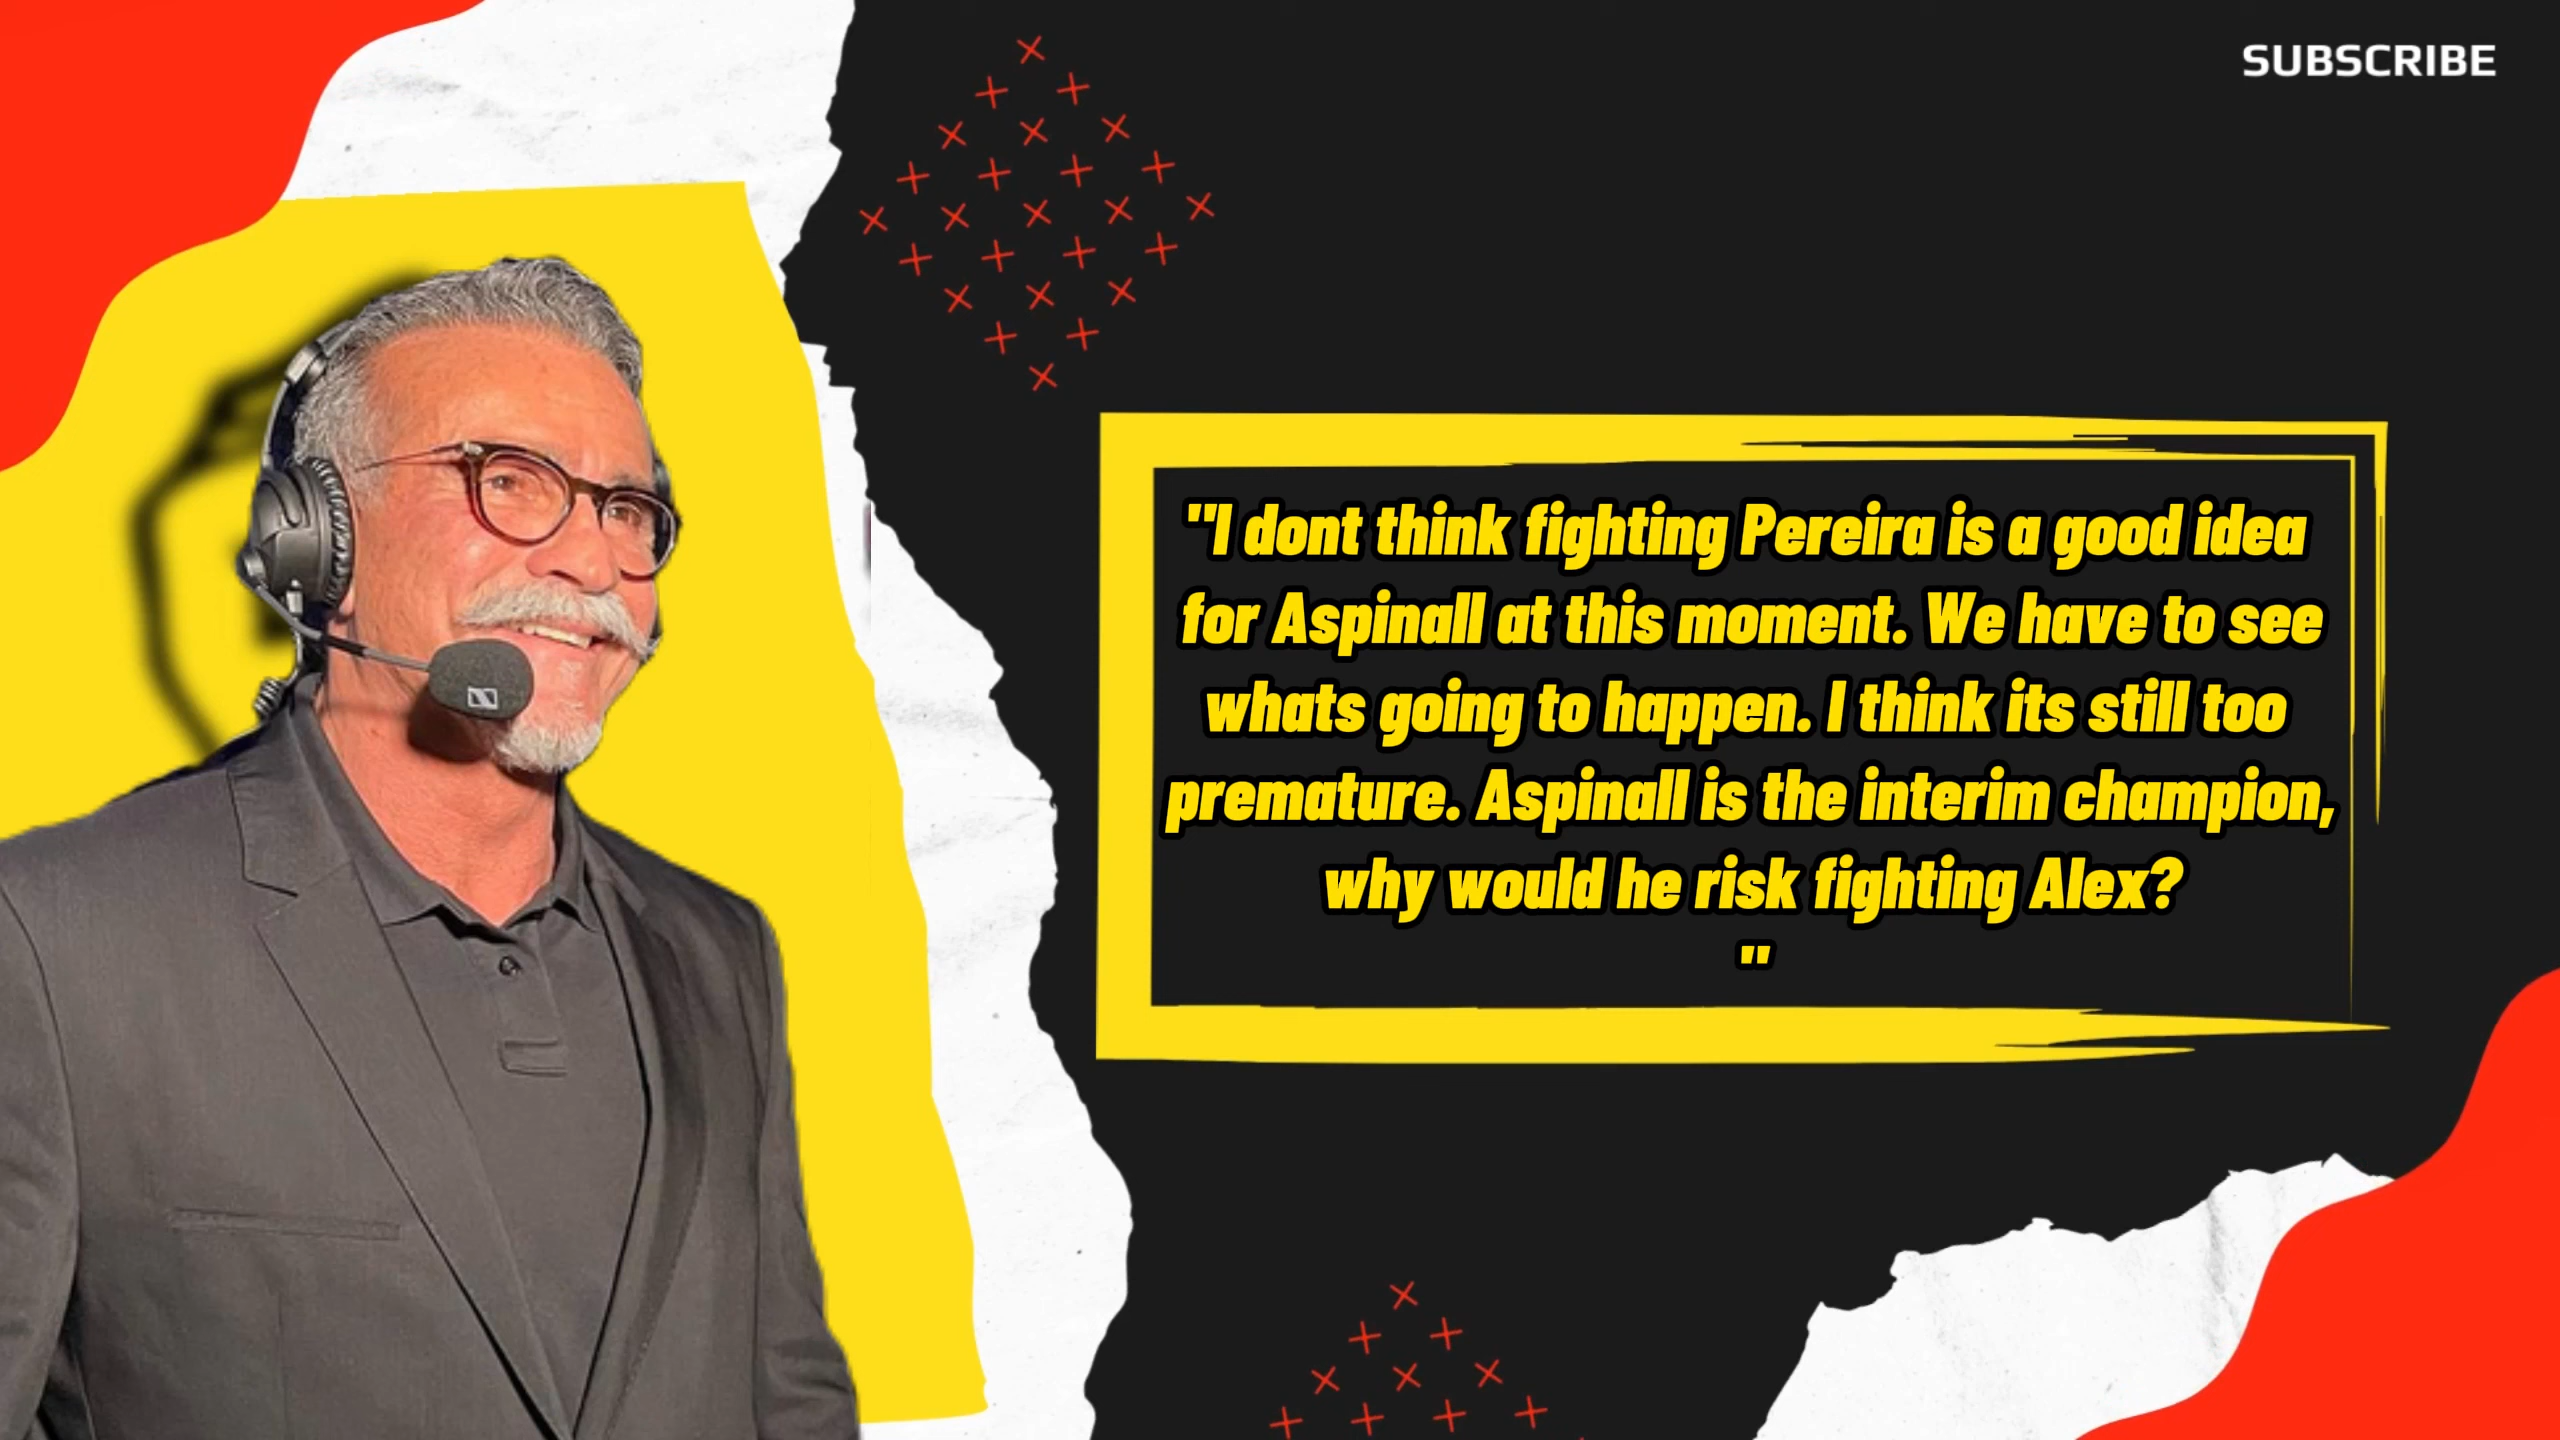 SUBSCRIBE
"I dont think fighting Pereira is a good idea
for Aspinall at this moment. We have to see
whats going to happen. I think its still too
premature. Aspinall is the interim champion,
why would he risk fighting Alex?
"